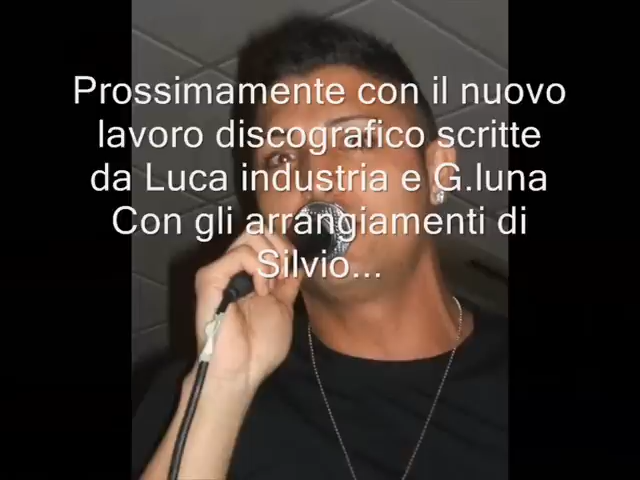 Prossimamente con il nuovo
lavoro discografico scritte
da Luca industria e G.luna
Con gli arrangiamenti di
Silvio...